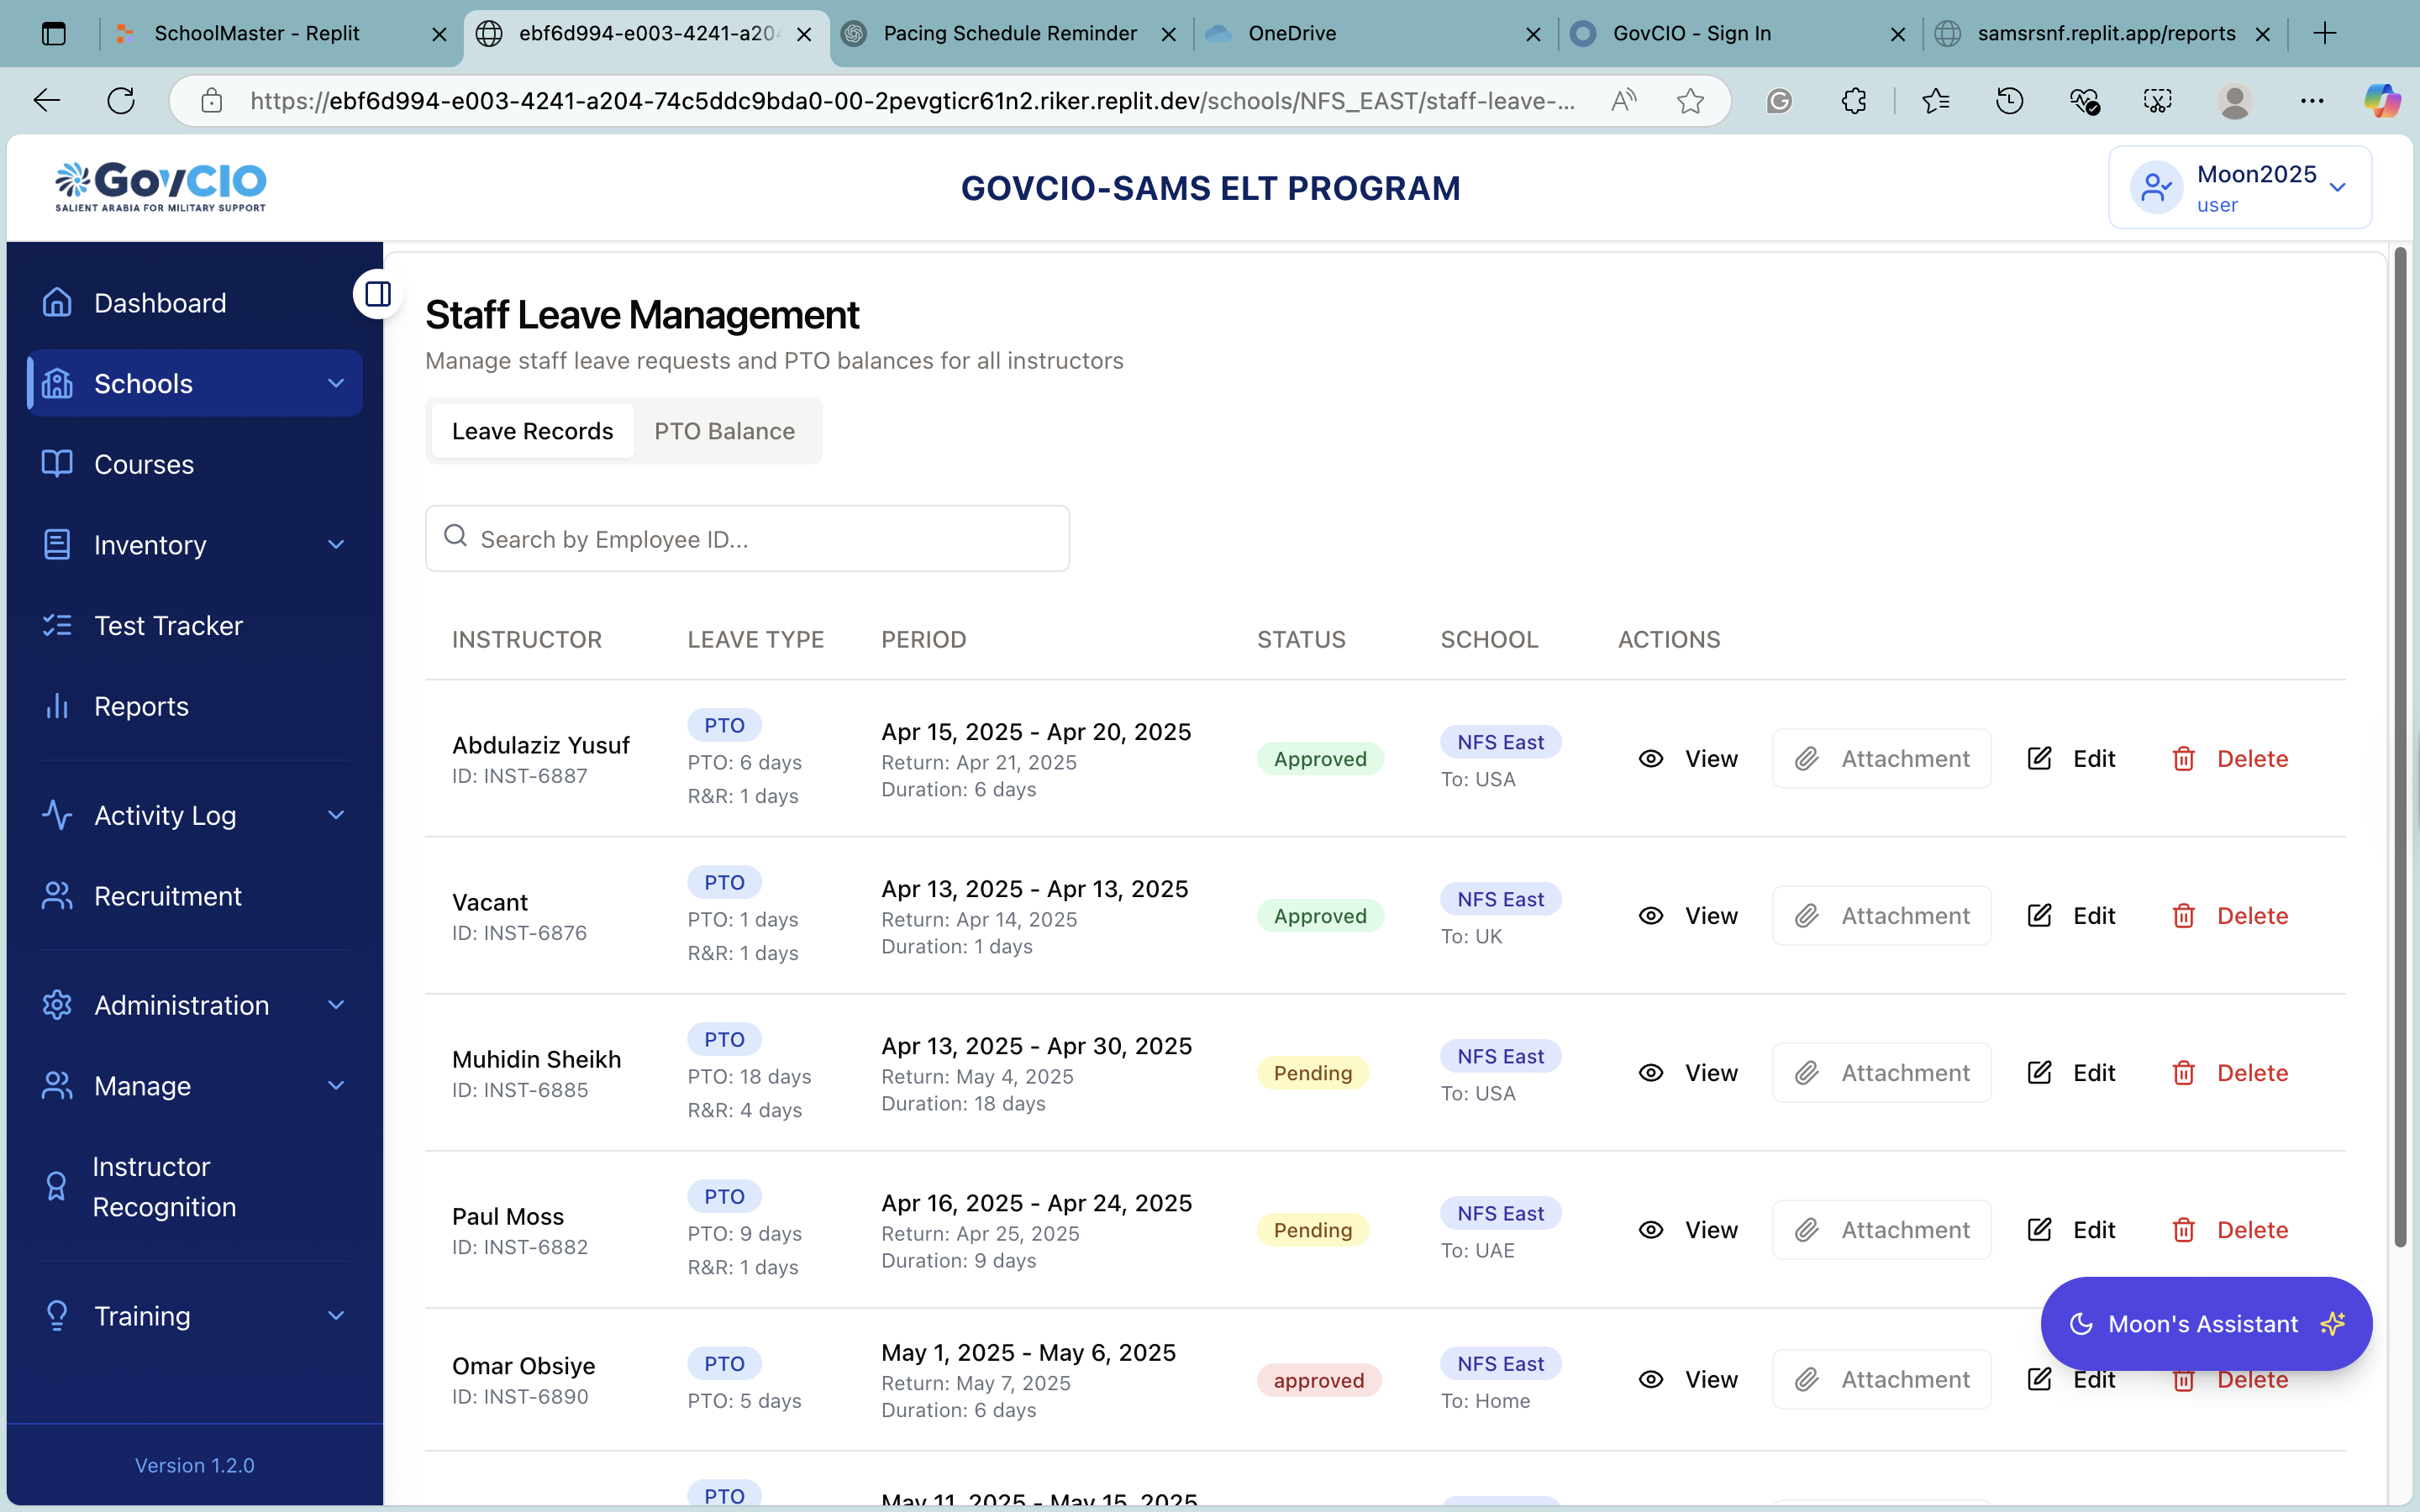 SchoolMaster - Replit
ebf6d994-e003-4241-a204
Pacing Schedule Reminder
OneDrive
GovCIO - Sign In
samsrsnf.replit.app/reports
https://ebf6d994-e003-4241-a204-74c5ddc9bda0-00-2pevgticr61n2.riker.replit.dev/schools/NFS_EAST/staff-leave-...
GovCIO
SALIENT ARABIA FOR MILITARY SUPPORT
GOVCIO-SAMS ELT PROGRAM
Moon2025
user
Dashboard
Schools
Courses
Inventory
Test Tracker
Reports
Activity Log
Recruitment
Administration
Manage
Instructor
Recognition
Training
Version 1.2.0
Staff Leave Management
Manage staff leave requests and PTO balances for all instructors
Leave Records PTO Balance
Search by Employee ID...
INSTRUCTOR LEAVE TYPE PERIOD STATUS SCHOOL ACTIONS
Abdulaziz Yusuf
ID: INST-6887
PTO
PTO: 6 days
R&R: 1 days
Apr 15, 2025 - Apr 20, 2025
Return: Apr 21, 2025
Duration: 6 days
Approved
NFS East
To: USA
View Attachment Edit Delete
Vacant
ID: INST-6876
PTO
PTO: 1 days
R&R: 1 days
Apr 13, 2025 - Apr 13, 2025
Return: Apr 14, 2025
Duration: 1 days
Approved
NFS East
To: UK
View Attachment Edit Delete
Muhidin Sheikh
ID: INST-6885
PTO
PTO: 18 days
R&R: 4 days
Apr 13, 2025 - Apr 30, 2025
Return: May 4, 2025
Duration: 18 days
Pending
NFS East
To: USA
View Attachment Edit Delete
Paul Moss
ID: INST-6882
PTO
PTO: 9 days
R&R: 1 days
Apr 16, 2025 - Apr 24, 2025
Return: Apr 25, 2025
Duration: 9 days
Pending
NFS East
To: UAE
View Attachment Edit Delete
Omar Obsiye
ID: INST-6890
PTO
PTO: 5 days
May 1, 2025 - May 6, 2025
Return: May 7, 2025
Duration: 6 days
approved
NFS East
To: Home
View Attachment Edit Delete
Moon's Assistant
PTO
May 11, 2025 - May 15, 2025